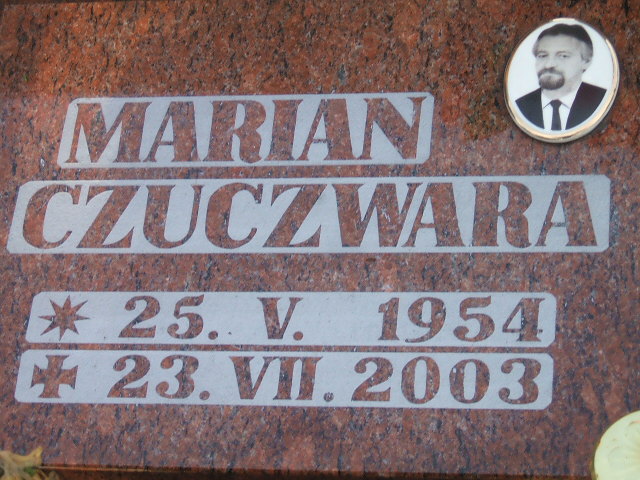 MARIAN
CZUCZWARA
25. V. 1954
23. VII. 2003